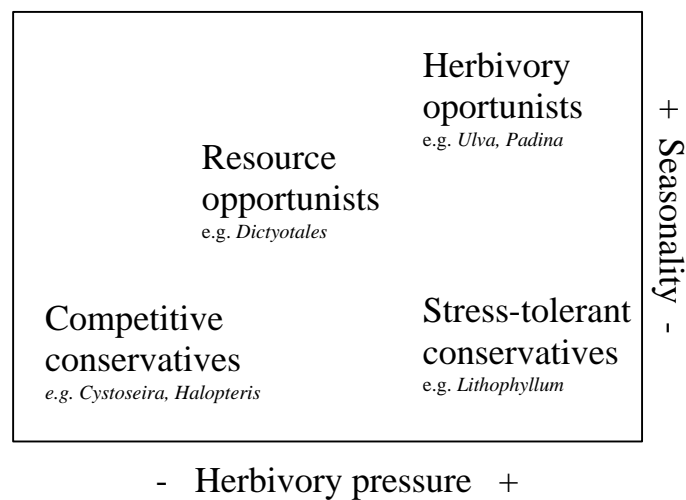 Herbivory
oportunists
e.g. Ulva, Padina
Resource
opportunists
e.g. Dictyotales
Competitive
conservatives
e.g. Cystoseira, Halopteris
Stress-tolerant
conservatives
e.g. Lithophyllum
+ Seasonality -
- Herbivory pressure +